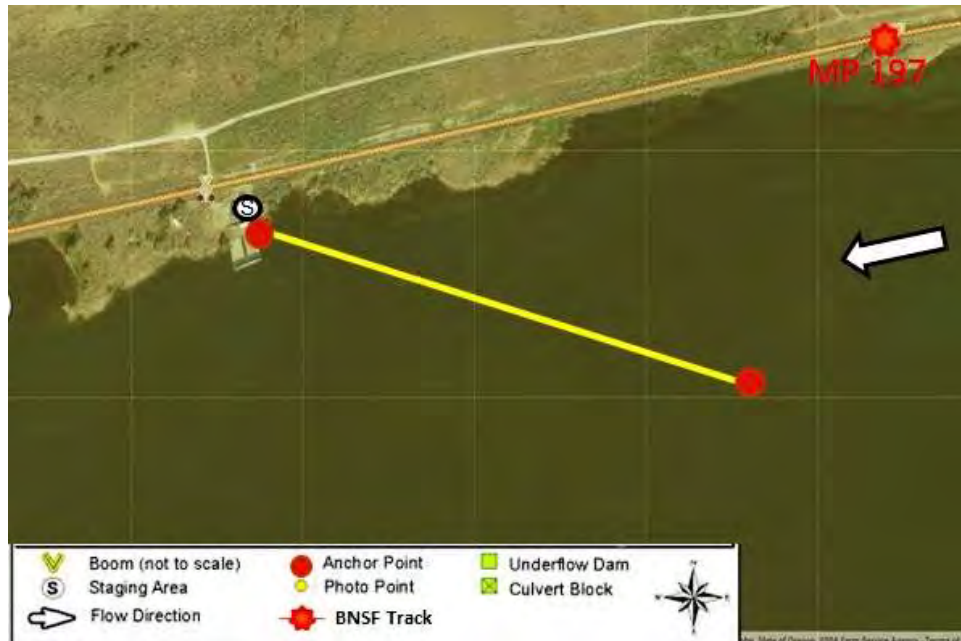 MP 197
S
Boom (not to scale)
Anchor Point
Underflow Dam
S
Staging Area
Photo Point
Culvert Block
Flow Direction
BNSF Track
N